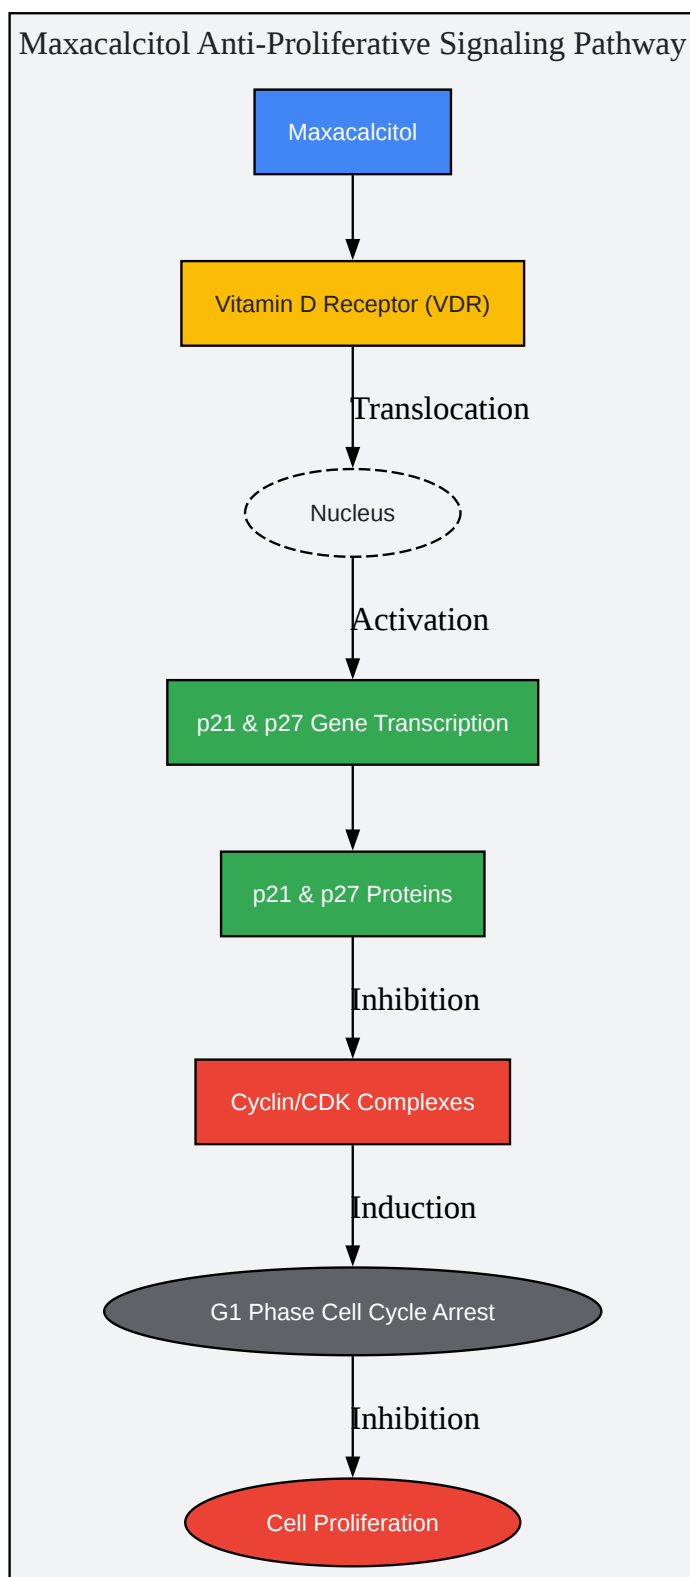 Maxacalcitol Anti-Proliferative Signaling Pathway
Maxacalcitol
Vitamin D Receptor (VDR)
Translocation
Nucleus
Activation
p21 & p27 Gene Transcription
p21 & p27 Proteins
Inhibition
Cyclin/CDK Complexes
Induction
G1 Phase Cell Cycle Arrest
Inhibition
Cell Proliferation